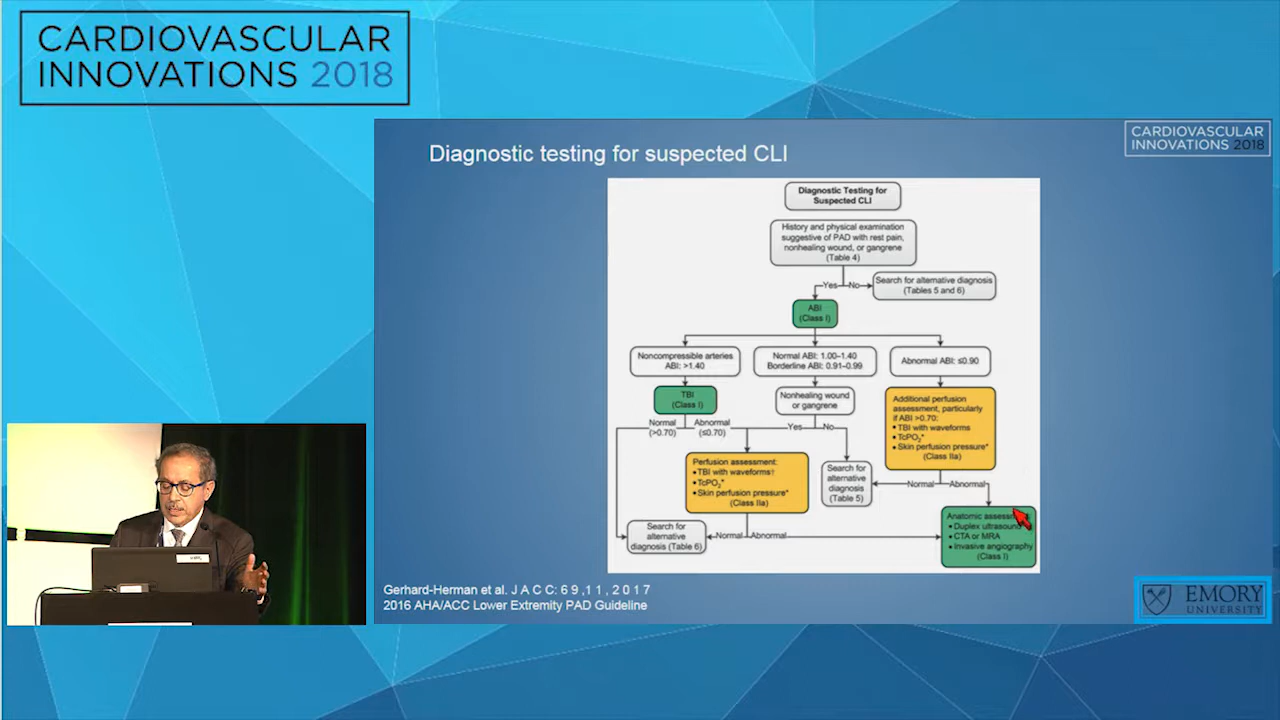 CARDIOVASCULAR
INNOVATIONS 2018
CARDIOVASCULAR
INNOVATIONS 2018
Diagnostic testing for suspected CLI
Diagnostic Testing for
Suspected CLI
History and physical examination
suggestive of PAD with rest pain,
nonhealing wound, or gangrene
(Table 4)
Yes
No
Search for alternative diagnosis
(Tables 5 and 6)
ABI
(Class I)
Noncompressible arteries
ABI: >1.40
Normal ABI: 1.00–1.40
Borderline ABI: 0.91–0.99
Abnormal ABI: ≤0.90
TBI
(Class I)
Nonhealing wound
or gangrene
Additional perfusion
assessment, particularly
if ABI >0.70:
• TBI with waveforms
• TcPO₂*
• Skin perfusion pressure*
(Class IIa)
Normal
(>0.70)
Abnormal
(≤0.70)
Yes
No
Perfusion assessment:
• TBI with waveforms†
• TcPO₂*
• Skin perfusion pressure*
(Class IIa)
Search for
alternative
diagnosis
(Table 5)
Normal
Abnormal
Anatomic
• Duplex ultrasound
• CTA or MRA
• Invasive angiography
(Class I)
Search for
alternative
diagnosis (Table 6)
Normal
Abnormal
Gerhard-Herman et al. J A C C: 6 9 ,1 1 , 2 0 1 7
2016 AHA/ACC Lower Extremity PAD Guideline
EMORY
UNIVERSITY